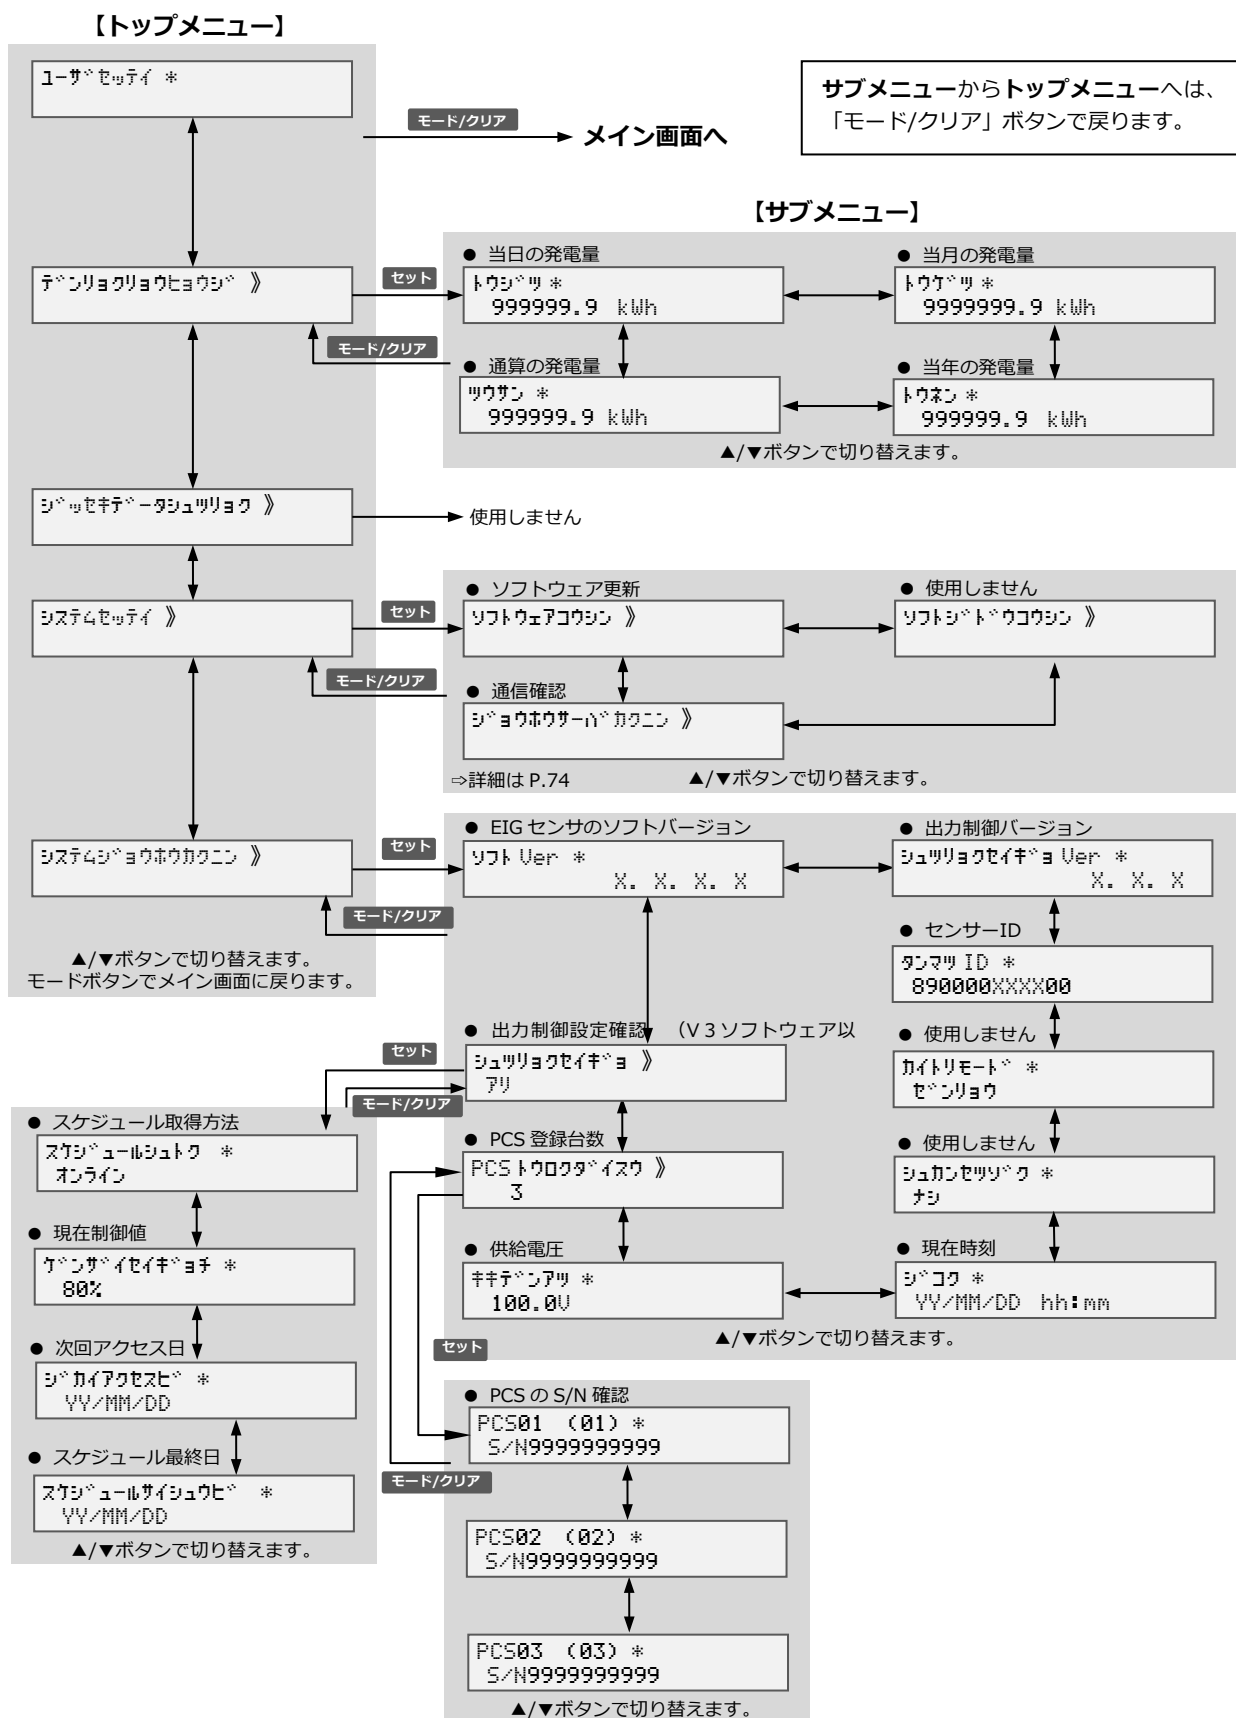 【トップメニュー】
ユーザセッテイ ＊
モード/クリア
メイン画面へ
サブメニューからトップメニューへは、
「モード/クリア」ボタンで戻ります。
【サブメニュー】
デンリョクリョウヒョウジ 》
セット
モード/クリア
● 当日の発電量
トウジツ ＊
999999.9 kWh
● 当月の発電量
トウゲツ ＊
9999999.9 kWh
● 通算の発電量
ツウサン ＊
999999.9 kWh
● 当年の発電量
トウネン ＊
999999.9 kWh
▲/▼ボタンで切り替えます。
ジッセキデータシュツリョク 》
使用しません
システムセッテイ 》
セット
モード/クリア
● ソフトウェア更新
ソフトウェアコウシン 》
● 使用しません
ソフトジドウコウシン 》
● 通信確認
ジョウホウサーバカクニン 》
⇨詳細は P.74
▲/▼ボタンで切り替えます。
システムジョウホウカクニン 》
セット
モード/クリア
▲/▼ボタンで切り替えます。
モードボタンでメイン画面に戻ります。
● EIG センサのソフトバージョン
ソフト Ver ＊
X. X. X. X
● 出力制御バージョン
シュツリョクセイギョ Ver ＊
X. X. X
● センサーID
タンマツ ID ＊
890000XXXX00
● 出力制御設定確認 （V３ソフトウェア以
シュツリョクセイギョ 》
アリ
● 使用しません
カイトリモード ＊
ゼンリョウ
セット
モード/クリア
● PCS 登録台数
PCSトウロクダイスウ 》
3
● 使用しません
シュカンセツゾク ＊
ナシ
● 供給電圧
キキデンアツ ＊
100.0V
● 現在時刻
ジコク ＊
YY/MM/DD hh:mm
▲/▼ボタンで切り替えます。
● スケジュール取得方法
スケジュールシュトク ＊
オンライン
● 現在制御値
ゲンザイセイギョチ ＊
80%
● 次回アクセス日
ジカイアクセスビ ＊
YY/MM/DD
● スケジュール最終日
スケジュールサイシュウビ ＊
YY/MM/DD
▲/▼ボタンで切り替えます。
セット
モード/クリア
● PCS の S/N 確認
PCS01 (01) ＊
S/N9999999999
PCS02 (02) ＊
S/N9999999999
PCS03 (03) ＊
S/N9999999999
▲/▼ボタンで切り替えます。